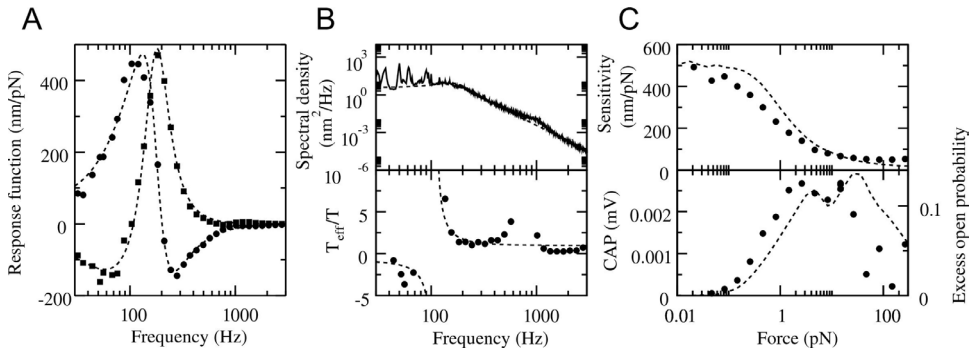 A
B
C
Response function (nm/pN)
400
200
0
-200
100
1000
Frequency (Hz)
Spectral density
(nm²/Hz)
10³
10⁰
10⁻³
10⁻⁶
T_eff/T
10
5
0
-5
100
1000
Frequency (Hz)
Sensitivity
(nm/pN)
600
400
200
0
CAP (mV)
0.002
0.001
0
0.01
1
100
Force (pN)
Excess open probability
0.1
0